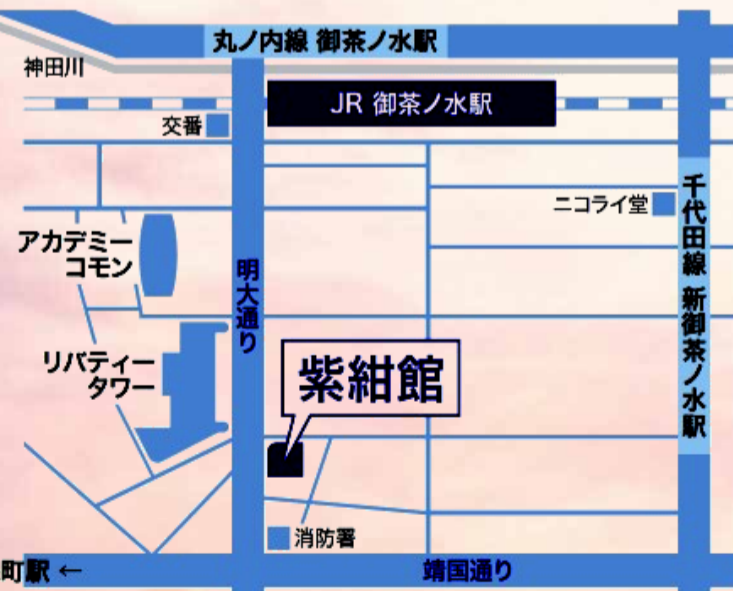 丸ノ内線 御茶ノ水駅
神田川
JR 御茶ノ水駅
交番
ニコライ堂
千代田線 新御茶ノ水駅
アカデミー
コモン
明大通り
リバティー
タワー
紫紺館
消防署
町駅 ←
靖国通り